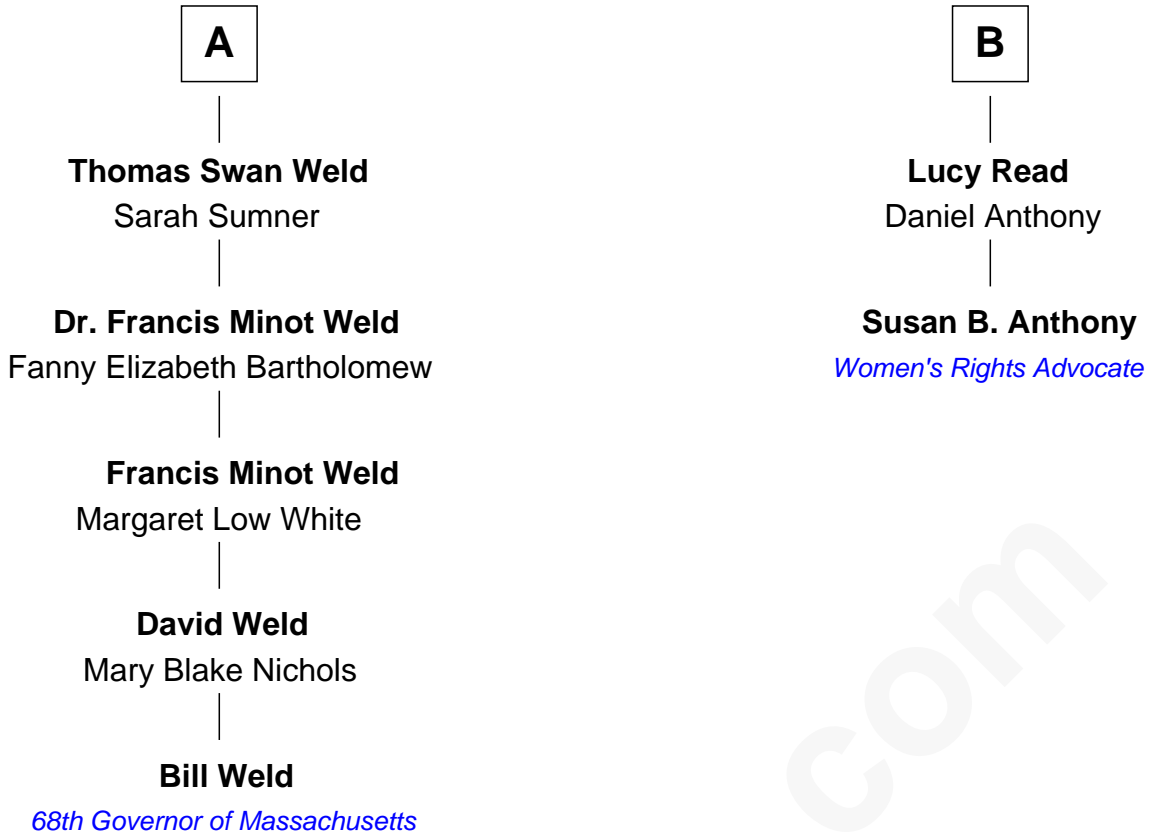 A
Thomas Swan Weld
Sarah Sumner
Dr. Francis Minot Weld
Fanny Elizabeth Bartholomew
Francis Minot Weld
Margaret Low White
David Weld
Mary Blake Nichols
Bill Weld
68th Governor of Massachusetts
B
Lucy Read
Daniel Anthony
Susan B. Anthony
Women's Rights Advocate
com